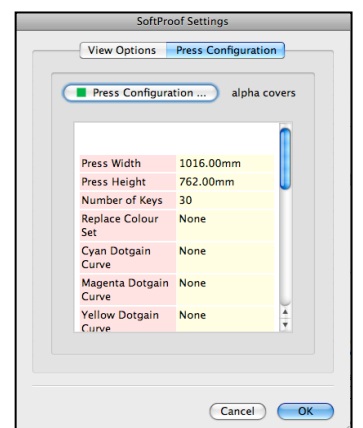 SoftProof Settings
View Options Press Configuration
Press Configuration ... alpha covers
Press Width 1016.00mm
Press Height 762.00mm
Number of Keys 30
Replace Colour None
Set
Cyan Dotgain None
Curve
Magenta Dotgain None
Curve
Yellow Dotgain None
Curve
Cancel OK